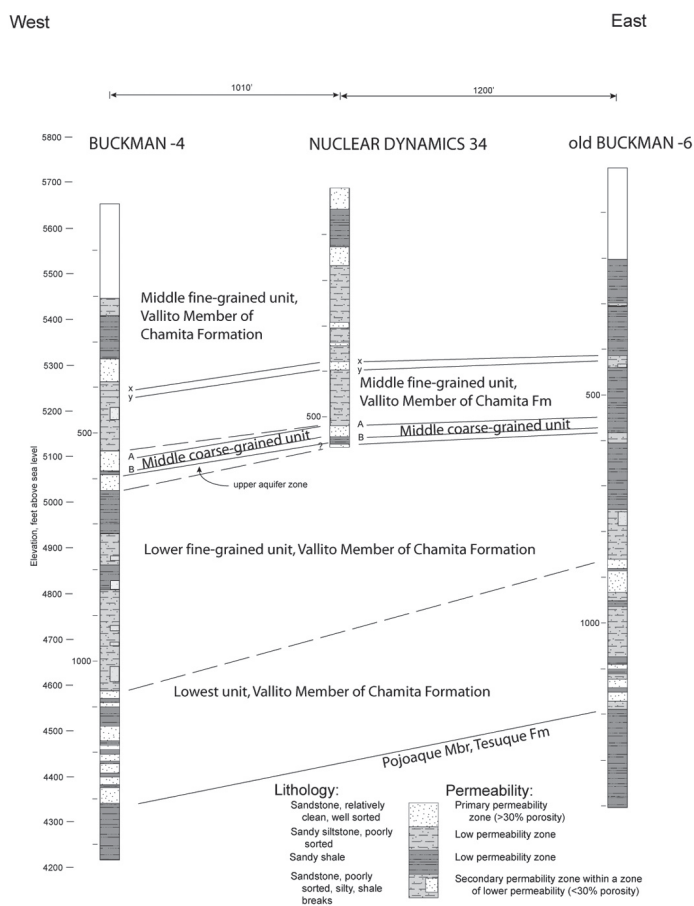 West
East
1010'
1200'
BUCKMAN -4
NUCLEAR DYNAMICS 34
old BUCKMAN -6
Elevation, feet above sea level
5800
5700
5600
5500
5400
5300
5200
5100
5000
4900
4800
4700
4600
4500
4400
4300
4200
500
1000
500
500
1000
Middle fine-grained unit,
Vallito Member of
Chamita Formation
x
y
x
y
Middle fine-grained unit,
Vallito Member of Chamita Fm
A
B
Middle coarse-grained unit
?
A
B
Middle coarse-grained unit
upper aquifer zone
Lower fine-grained unit, Vallito Member of Chamita Formation
Lowest unit, Vallito Member of Chamita Formation
Pojoaque Mbr, Tesuque Fm
Lithology:
Permeability:
Sandstone, relatively
clean, well sorted
Primary permeability
zone (>30% porosity)
Sandy siltstone, poorly
sorted
Low permeability zone
Sandy shale
Low permeability zone
Sandstone, poorly
sorted, silty, shale
breaks
Secondary permability zone within a zone
of lower permeability (<30% porosity)